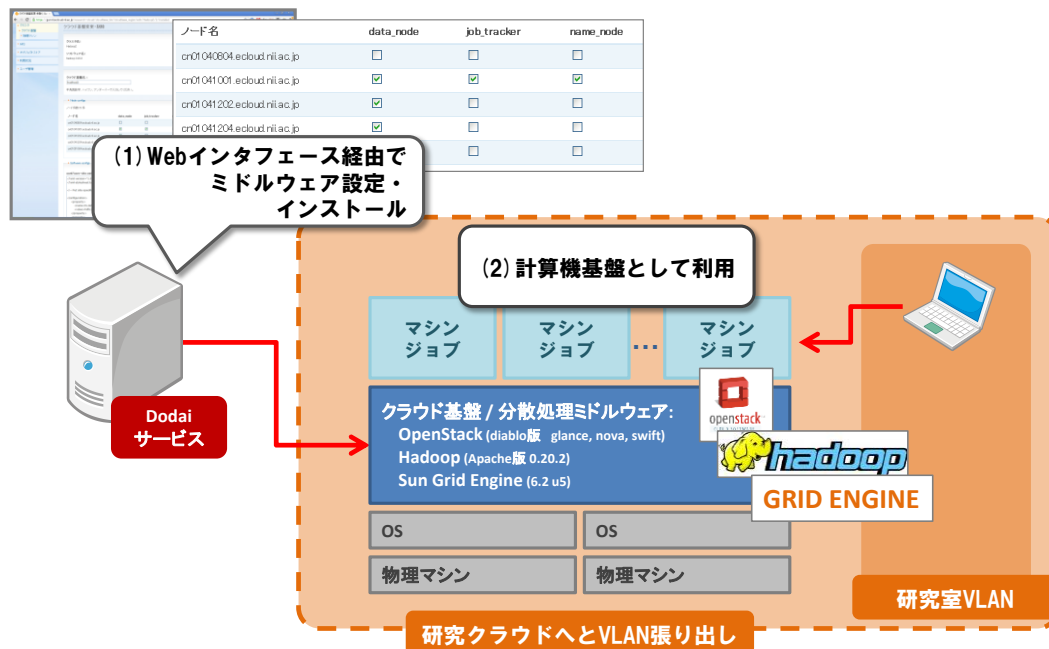 ノード名 data_node job_tracker name_node
cn01040804.ecloud.nii.ac.jp
cn01041001.ecloud.nii.ac.jp
cn01041202.ecloud.nii.ac.jp
cn01041204.ecloud.nii.ac.jp
(1)Webインタフェース経由で
ミドルウェア設定・
インストール
(2)計算機基盤として利用
マシン
ジョブ
マシン
ジョブ
...
マシン
ジョブ
Dodai
サービス
クラウド基盤 / 分散処理ミドルウェア:
OpenStack (diablo版 glance, nova, swift)
Hadoop (Apache版 0.20.2)
Sun Grid Engine (6.2 u5)
openstack
hadoop
GRID ENGINE
OS
OS
物理マシン
物理マシン
研究室VLAN
研究クラウドへとVLAN張り出し